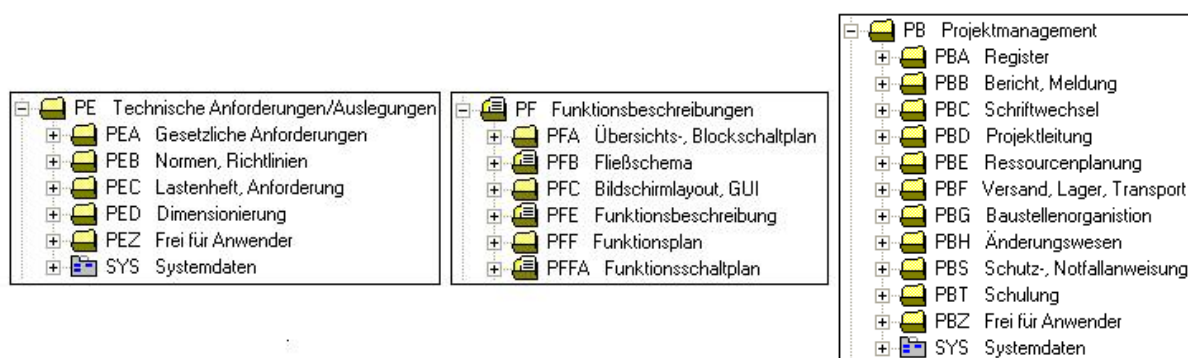 PE Technische Anforderungen/Auslegungen
PEA Gesetzliche Anforderungen
PEB Normen, Richtlinien
PEC Lastenheft, Anforderung
PED Dimensionierung
PEZ Frei für Anwender
SYS Systemdaten
PF Funktionsbeschreibungen
PFA Übersichts-, Blockschaltplan
PFB Fließschema
PFC Bildschirmlayout, GUI
PFE Funktionsbeschreibung
PFF Funktionsplan
PFFA Funktionsschaltplan
PB Projektmanagement
PBA Register
PBB Bericht, Meldung
PBC Schriftwechsel
PBD Projektleitung
PBE Ressourcenplanung
PBF Versand, Lager, Transport
PBG Baustellenorganistion
PBH Änderungswesen
PBS Schutz-, Notfallanweisung
PBT Schulung
PBZ Frei für Anwender
SYS Systemdaten